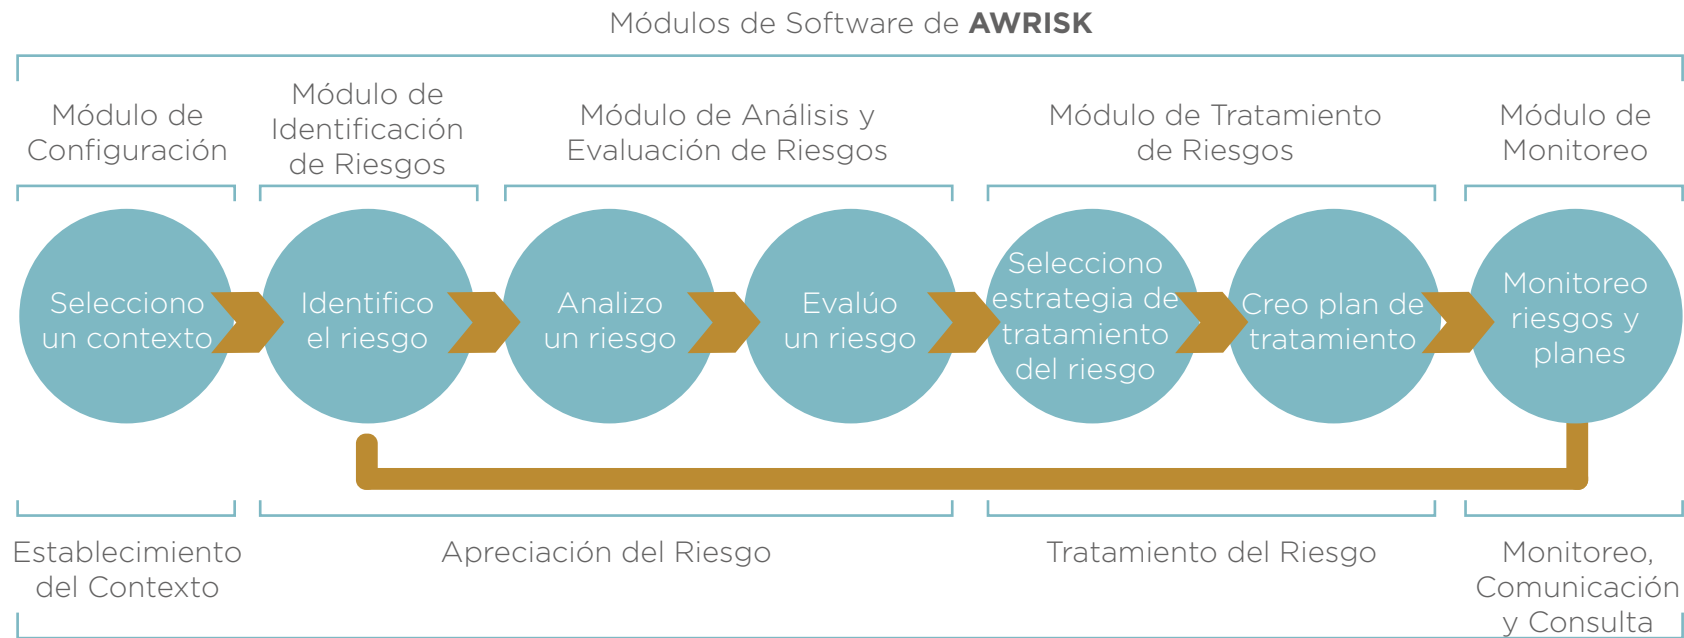 Módulos de Software de AWRISK
Módulo de
Configuración
Módulo de
Identificación
de Riesgos
Módulo de Análisis y
Evaluación de Riesgos
Módulo de Tratamiento
de Riesgos
Módulo de
Monitoreo
Selecciono
un contexto
Identifico
el riesgo
Analizo
un riesgo
Evalúo
un riesgo
Selecciono
estrategia de
tratamiento
del riesgo
Creo plan de
tratamiento
Monitoreo
riesgos y
planes
Establecimiento
del Contexto
Apreciación del Riesgo
Tratamiento del Riesgo
Monitoreo,
Comunicación
y Consulta